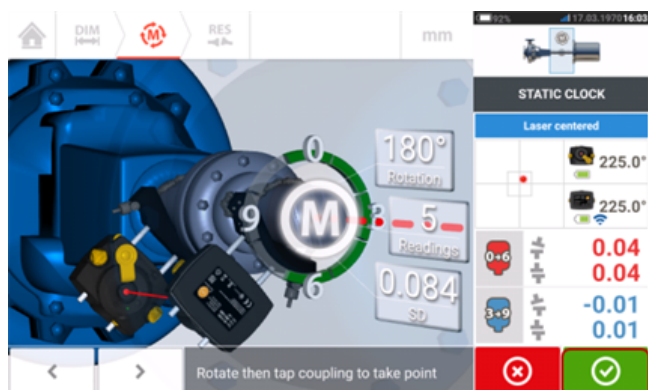 DIM
M
RES
mm
92%
17.03.1970 16:03
STATIC CLOCK
Laser centered
225.0°
225.0°
0
180°
Rotation
9
M
3
5
Readings
6
0.084
SD
0+6
0.04
0.04
3+9
-0.01
0.01
Rotate then tap coupling to take point